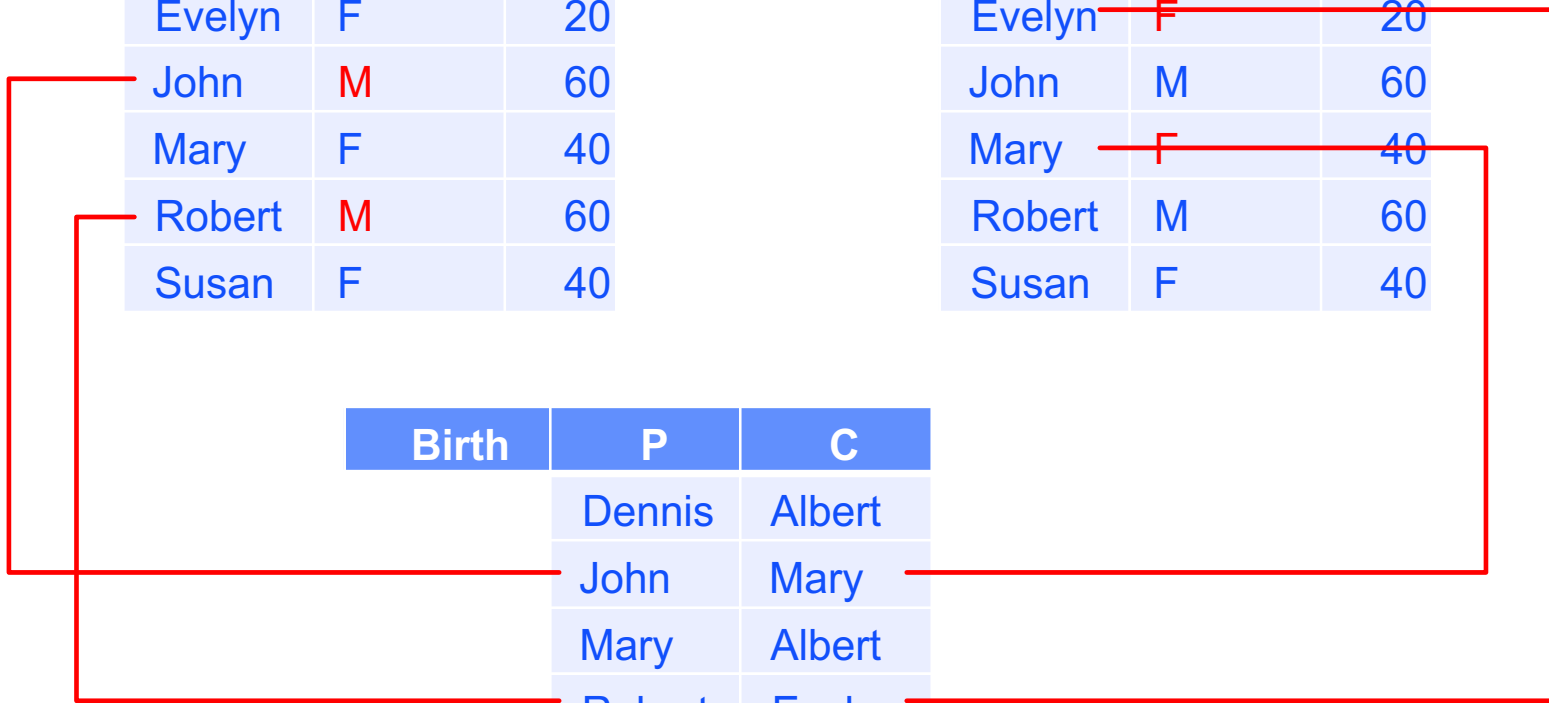 Evelyn F 20 Evelyn F 20
John M 60 John M 60
Mary F 40 Mary F 40
Robert M 60 Robert M 60
Susan F 40 Susan F 40
Birth P C
Dennis Albert
John Mary
Mary Albert